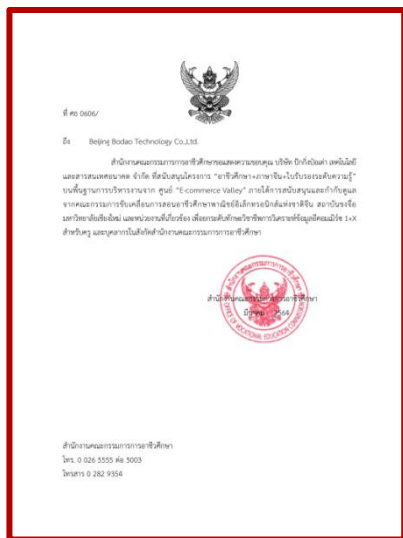 ที่ ศธ 0606/
ถึง Beijing Bodao Technology Co.,Ltd.
สำนักงานคณะกรรมการการอาชีวศึกษาขอแสดงความขอบคุณ บริษัท ปักกิ่งป๋อเต่า เทคโนโลยี
และสารสนเทศอนาคต จำกัด ที่สนับสนุนโครงการ "อาชีวศึกษา+ภาษาจีน+ใบรับรองระดับความรู้"
บนพื้นฐานการบริหารงานจาก ศูนย์ "E-commerce Valley" ภายใต้การสนับสนุนและกำกับดูแล
จากคณะกรรมการขับเคลื่อนการสอนอาชีวศึกษาพาณิชย์อิเล็กทรอนิกส์แห่งชาติจีน สถาบันขงจื่อ
มหาวิทยาลัยเชียงใหม่ และหน่วยงานที่เกี่ยวข้อง เพื่อยกระดับทักษะวิชาชีพการวิเคราะห์ข้อมูลอีคอมเมิร์ซ 1+X
สำหรับครู และบุคลากรในสังกัดสำนักงานคณะกรรมการการอาชีวศึกษา
สำนักงานคณะกรรมการการอาชีวศึกษา
มีนาคม 2564
สำนักงานคณะกรรมการการอาชีวศึกษา
โทร. 0 026 5555 ต่อ 5003
โทรสาร 0 282 9354